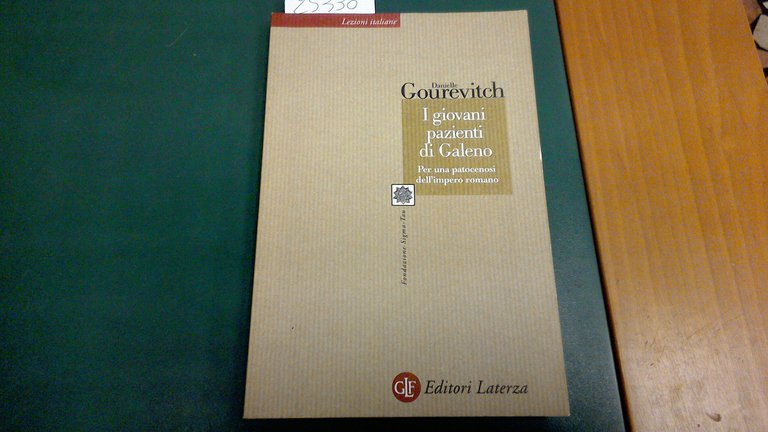 25330
Lezioni italiane
Danielle
Gourevitch
I giovani
pazienti
di Galeno
Per una patocenosi
dell'impero romano
Fondazione Sigma-Tau
GLF Editori Laterza